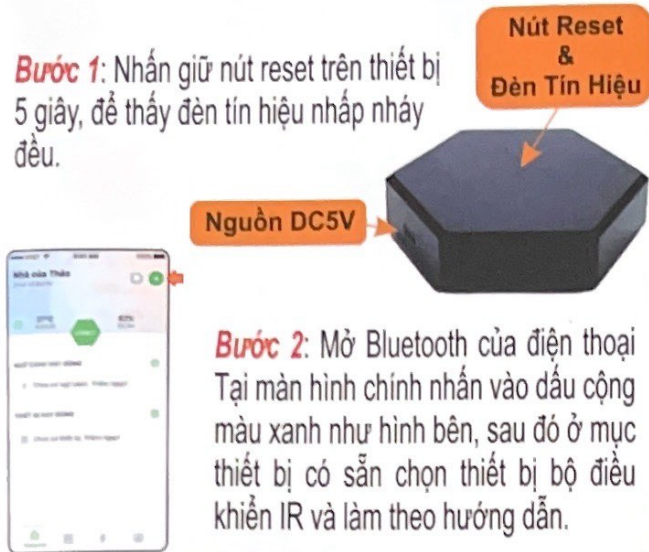 Nút Reset
&
Đèn Tín Hiệu
Bước 1: Nhấn giữ nút reset trên thiết bị
5 giây, để thấy đèn tín hiệu nhấp nháy
đều.
Nguồn DC5V
Nhà của Thảo
Bước 2: Mở Bluetooth của điện thoại
Tại màn hình chính nhấn vào dấu cộng
màu xanh như hình bên, sau đó ở mục
thiết bị có sẵn chọn thiết bị bộ điều
khiển IR và làm theo hướng dẫn.